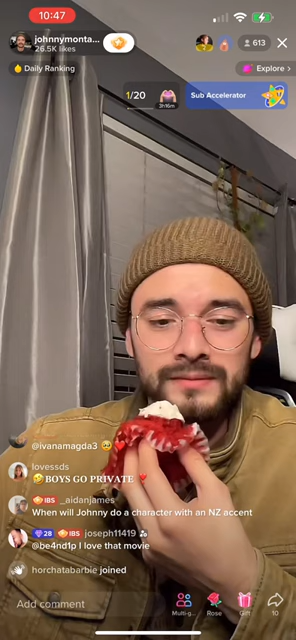 10:47
johnnymonta...
26.5K likes
613
Daily Ranking
Explore >
1/20
3h16m
Sub Accelerator
@ivanamagda3 🥹
lovessds
🤣BOYS GO PRIVATE ❤️
IBS _aidanjames
When will Johnny do a character with an NZ accent
28 IBS joseph11419
@be4nd1p I love that movie
horchatabarbie joined
Add comment
Multi-g...
Rose
Gift
10